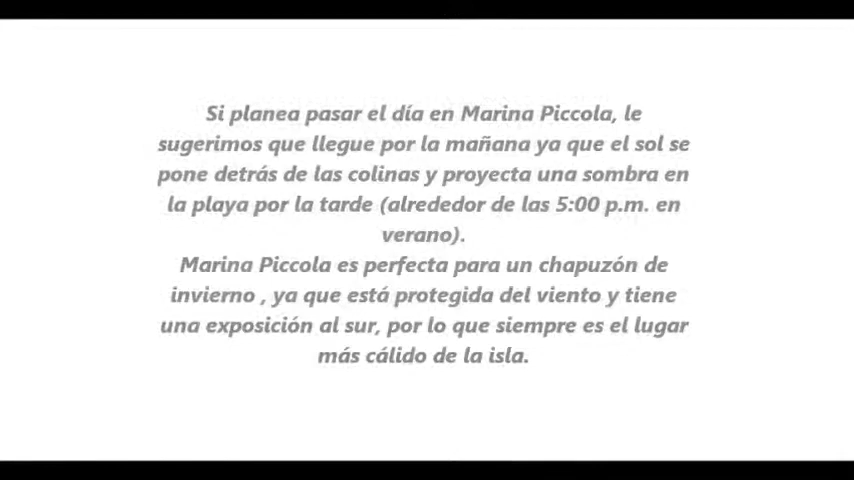 Si planea pasar el día en Marina Piccola, le
sugerimos que llegue por la mañana ya que el sol se
pone detrás de las colinas y proyecta una sombra en
la playa por la tarde (alrededor de las 5:00 p.m. en
verano).
Marina Piccola es perfecta para un chapuzón de
invierno , ya que está protegida del viento y tiene
una exposición al sur, por lo que siempre es el lugar
más cálido de la isla.